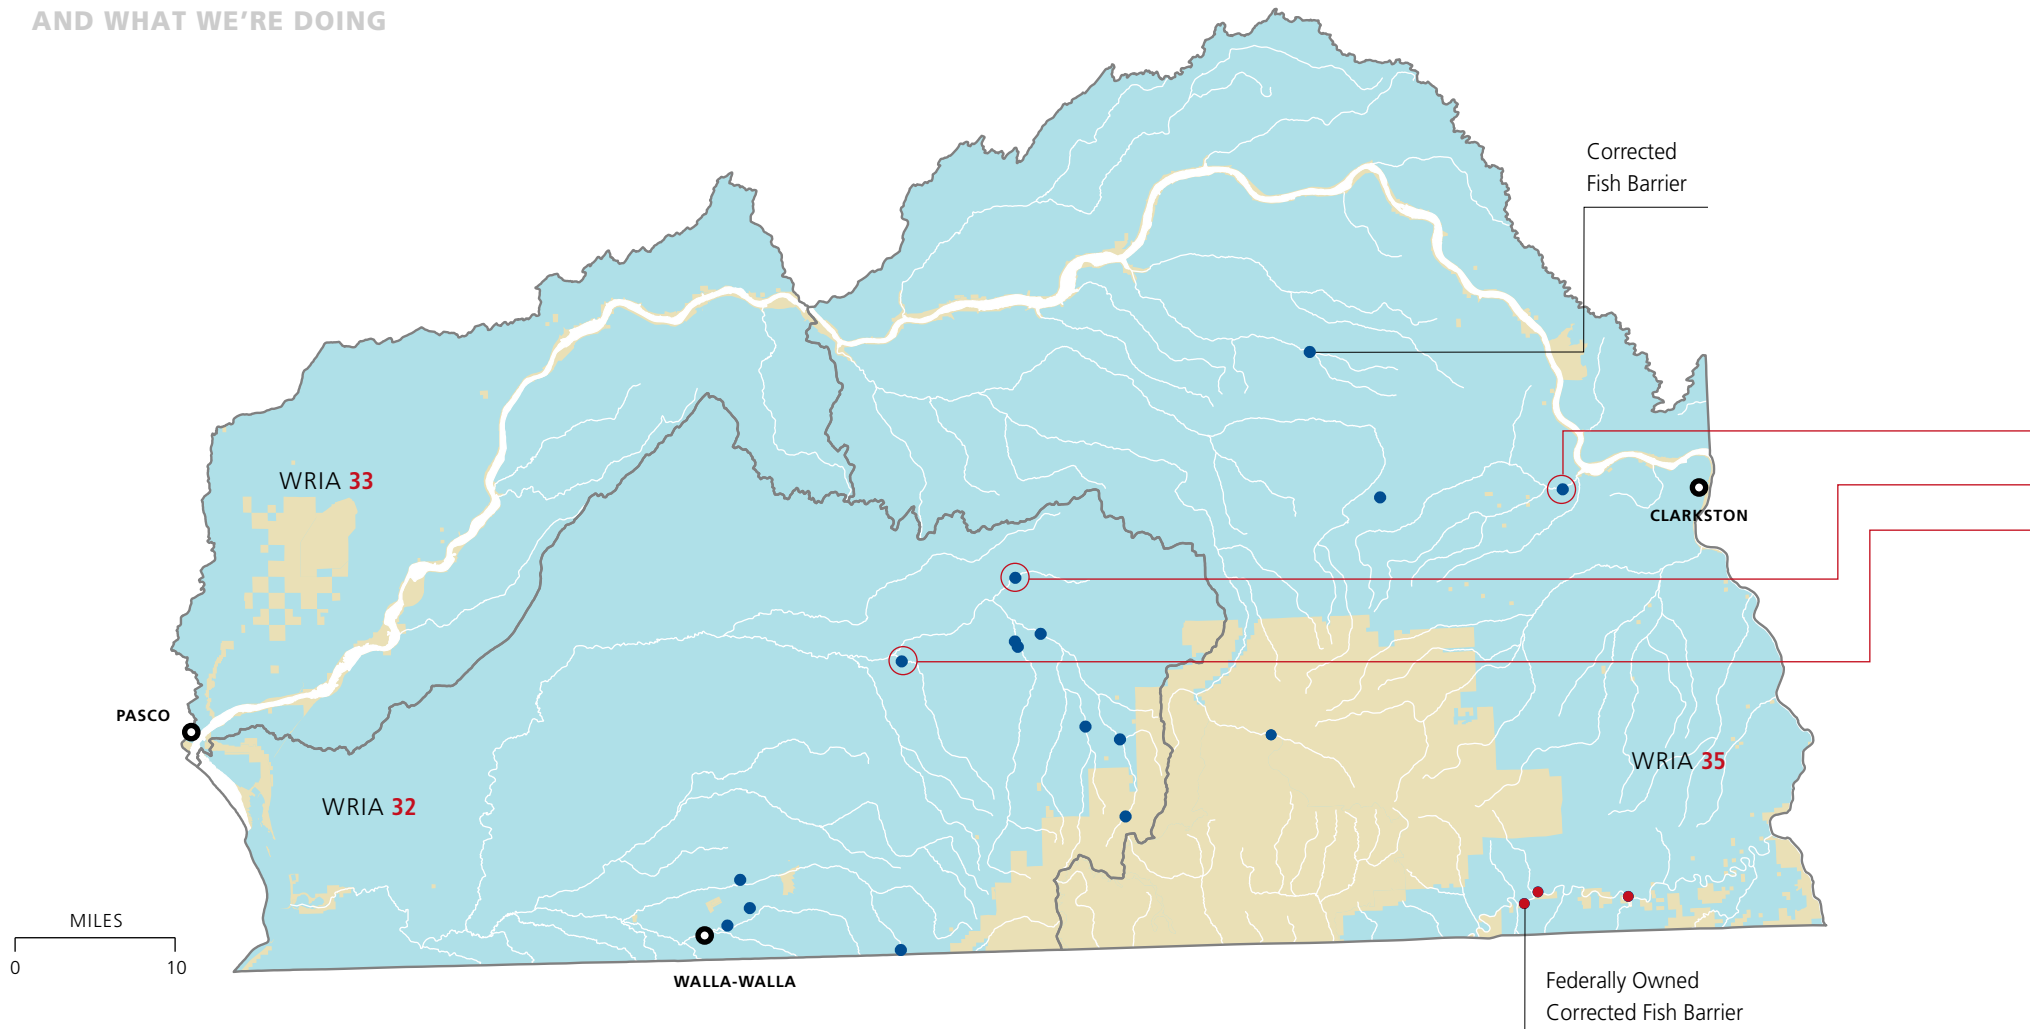 AND WHAT WE'RE DOING
Corrected
Fish Barrier
WRIA 33
CLARKSTON
PASCO
WRIA 35
WRIA 32
MILES
0 10
WALLA-WALLA
Federally Owned
Corrected Fish Barrier